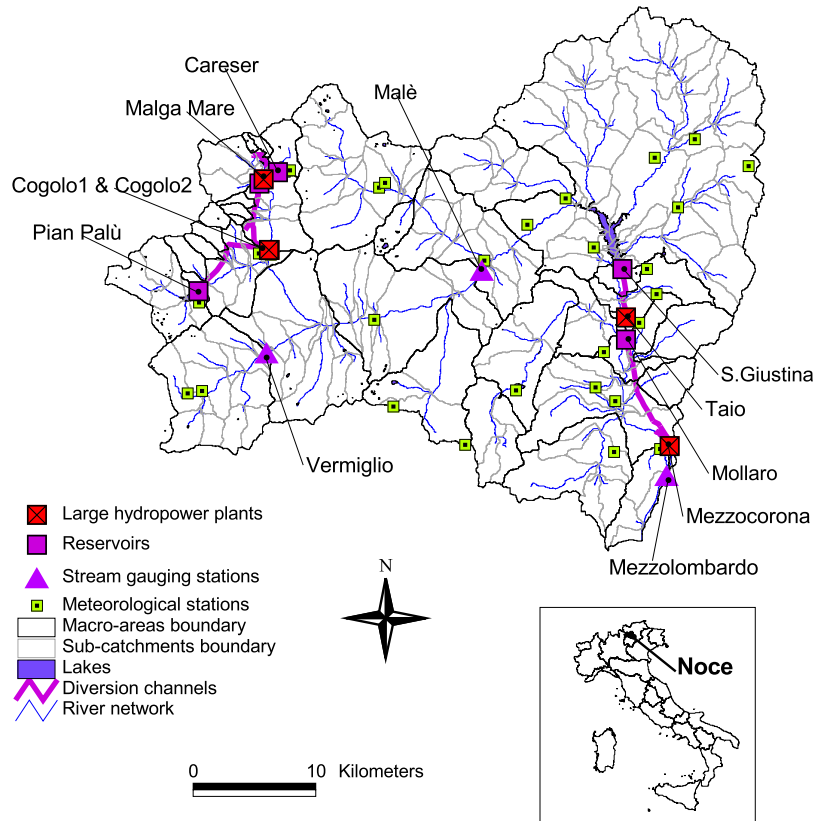 Careser
Malè
Malga Mare
Cogolo1 & Cogolo2
Pian Palù
S.Giustina
Taio
Vermiglio
Mollaro
Mezzocorona
Mezzolombardo
Large hydropower plants
Reservoirs
Stream gauging stations
Meteorological stations
Macro-areas boundary
Sub-catchments boundary
Lakes
Diversion channels
River network
N
Noce
0 10 Kilometers